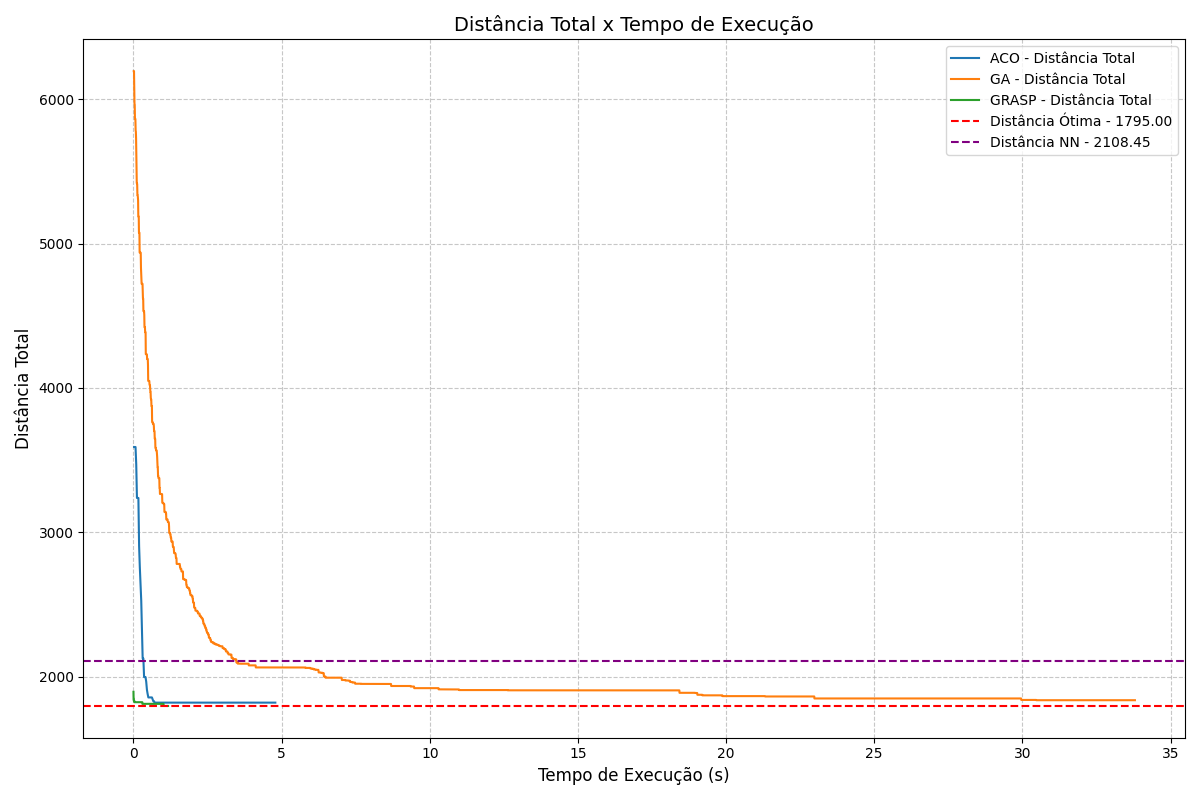 Distância Total x Tempo de Execução
ACO - Distância Total
GA - Distância Total
GRASP - Distância Total
Distância Ótima - 1795.00
Distância NN - 2108.45
Distância Total
6000
5000
4000
3000
2000
0 5 10 15 20 25 30 35
Tempo de Execução (s)